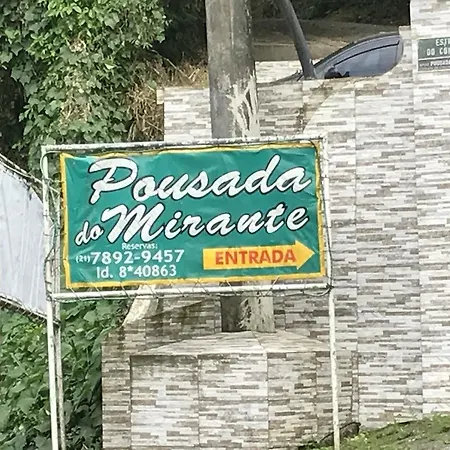 Pousada
do Mirante
Reservas:
(21) 7892-9457
Id. 8*40863
ENTRADA